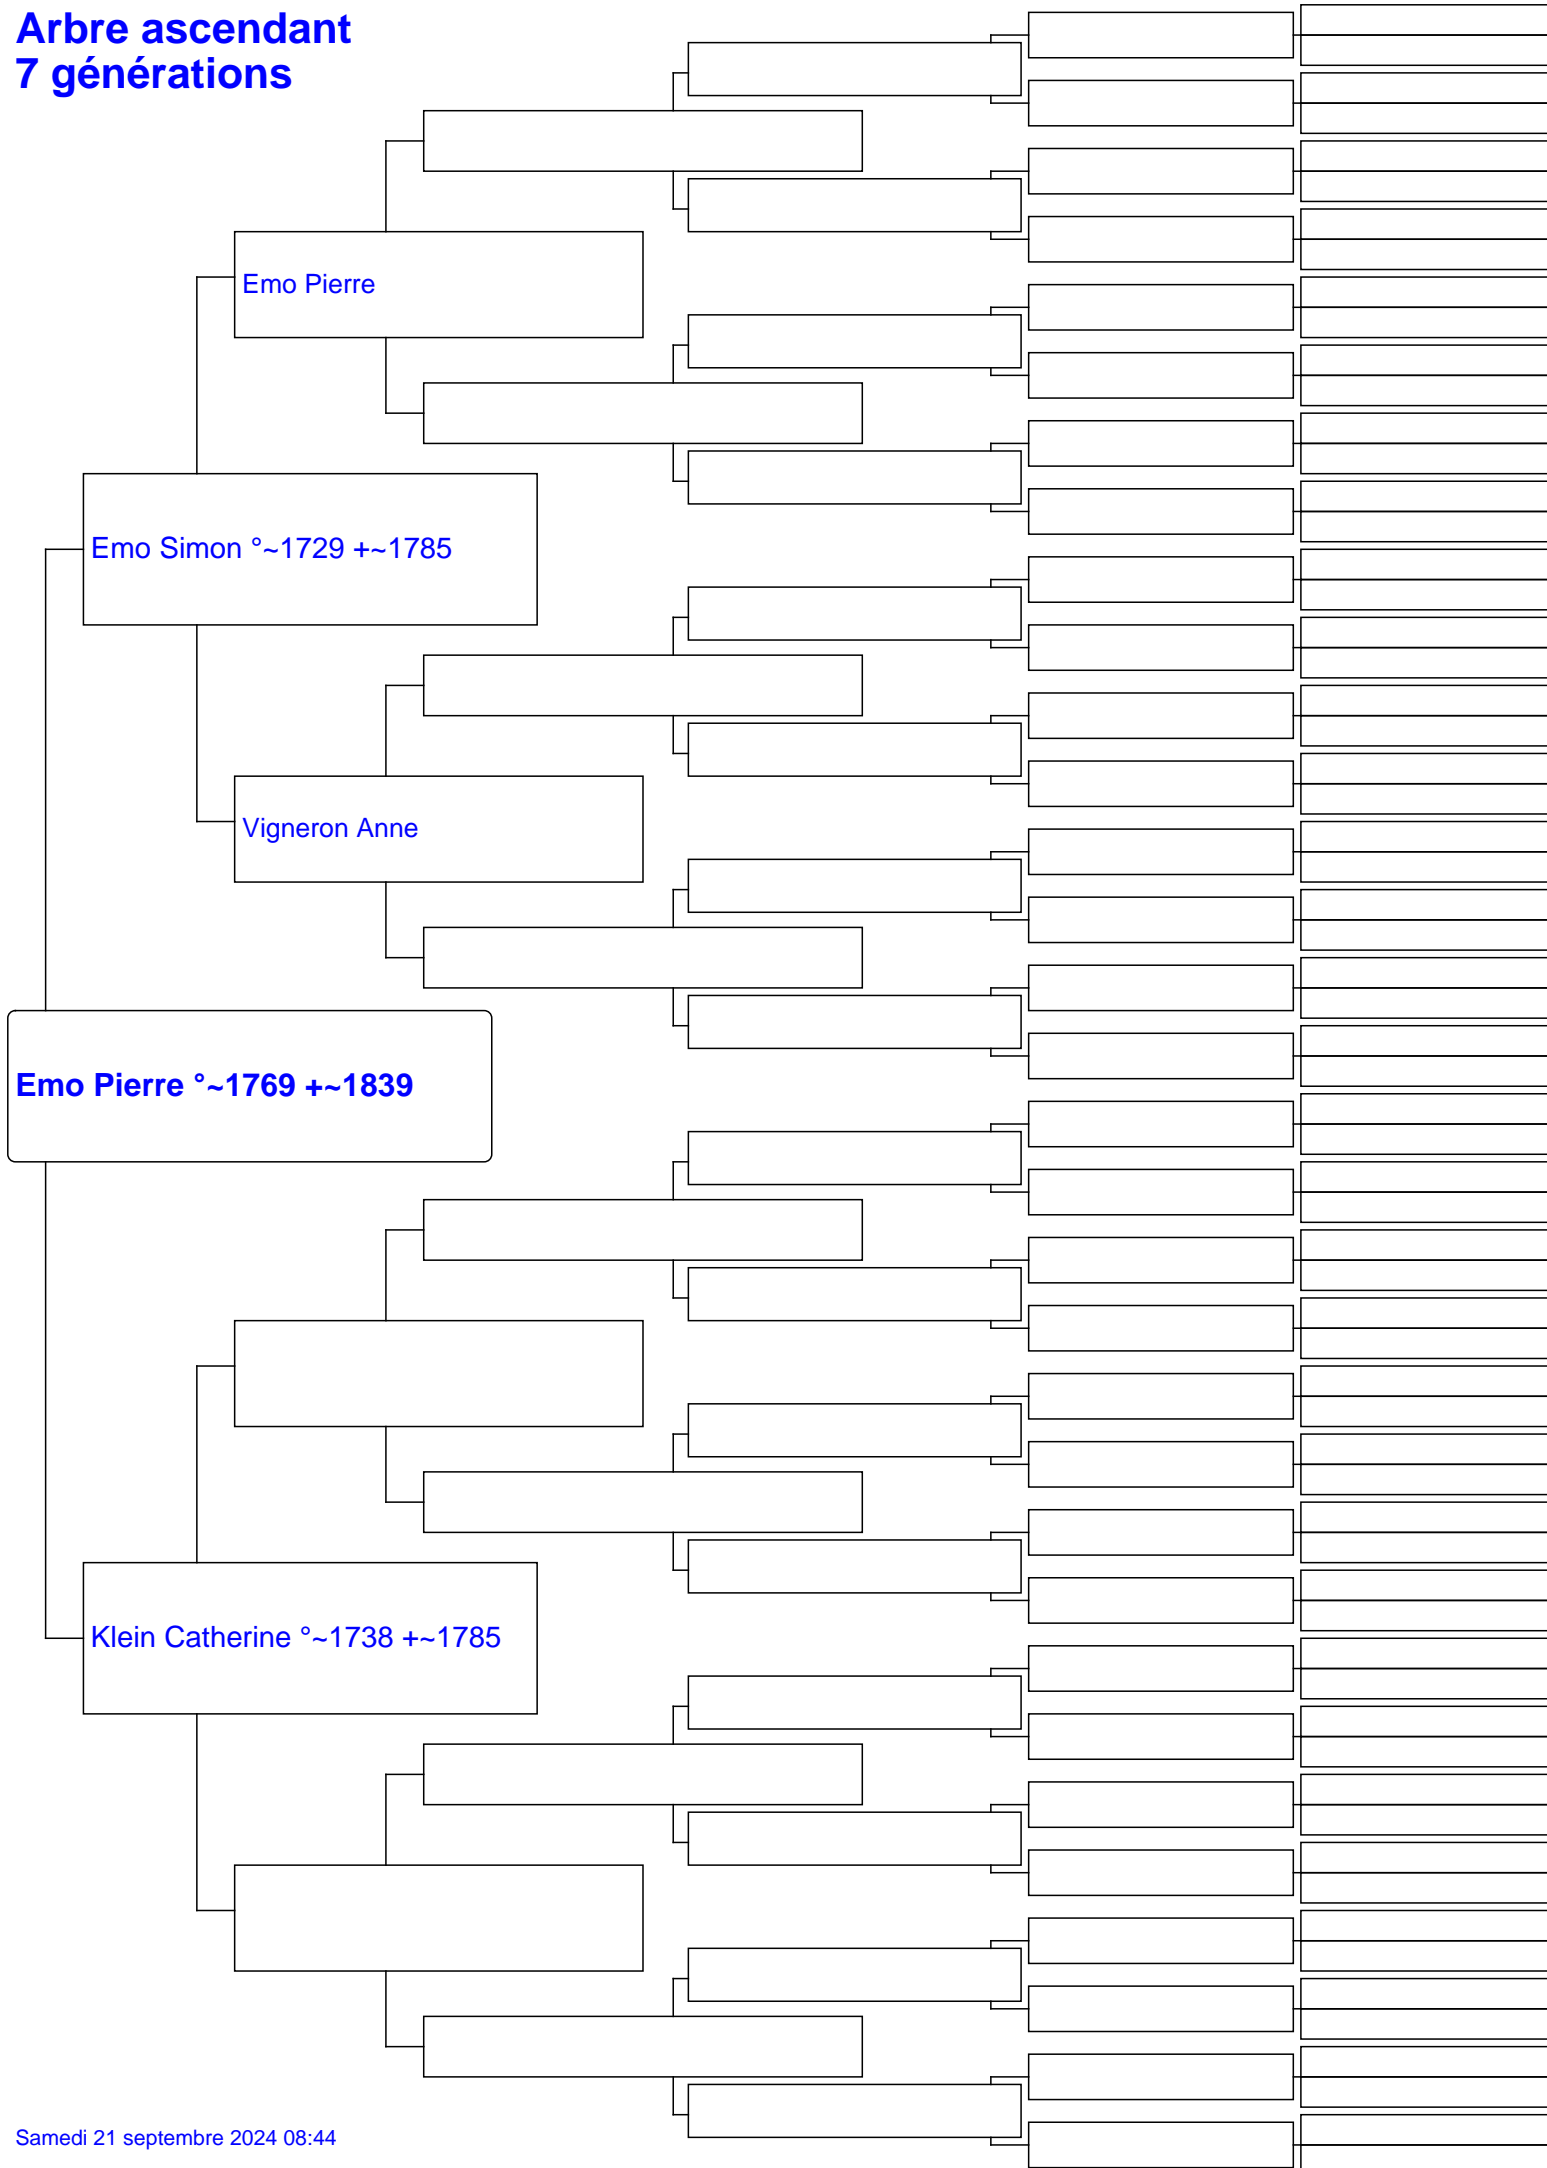 Arbre ascendant
7 générations
Emo Pierre
Emo Simon °~1729 +~1785
Vigneron Anne
Emo Pierre °~1769 +~1839
Klein Catherine °~1738 +~1785
Samedi 21 septembre 2024 08:44